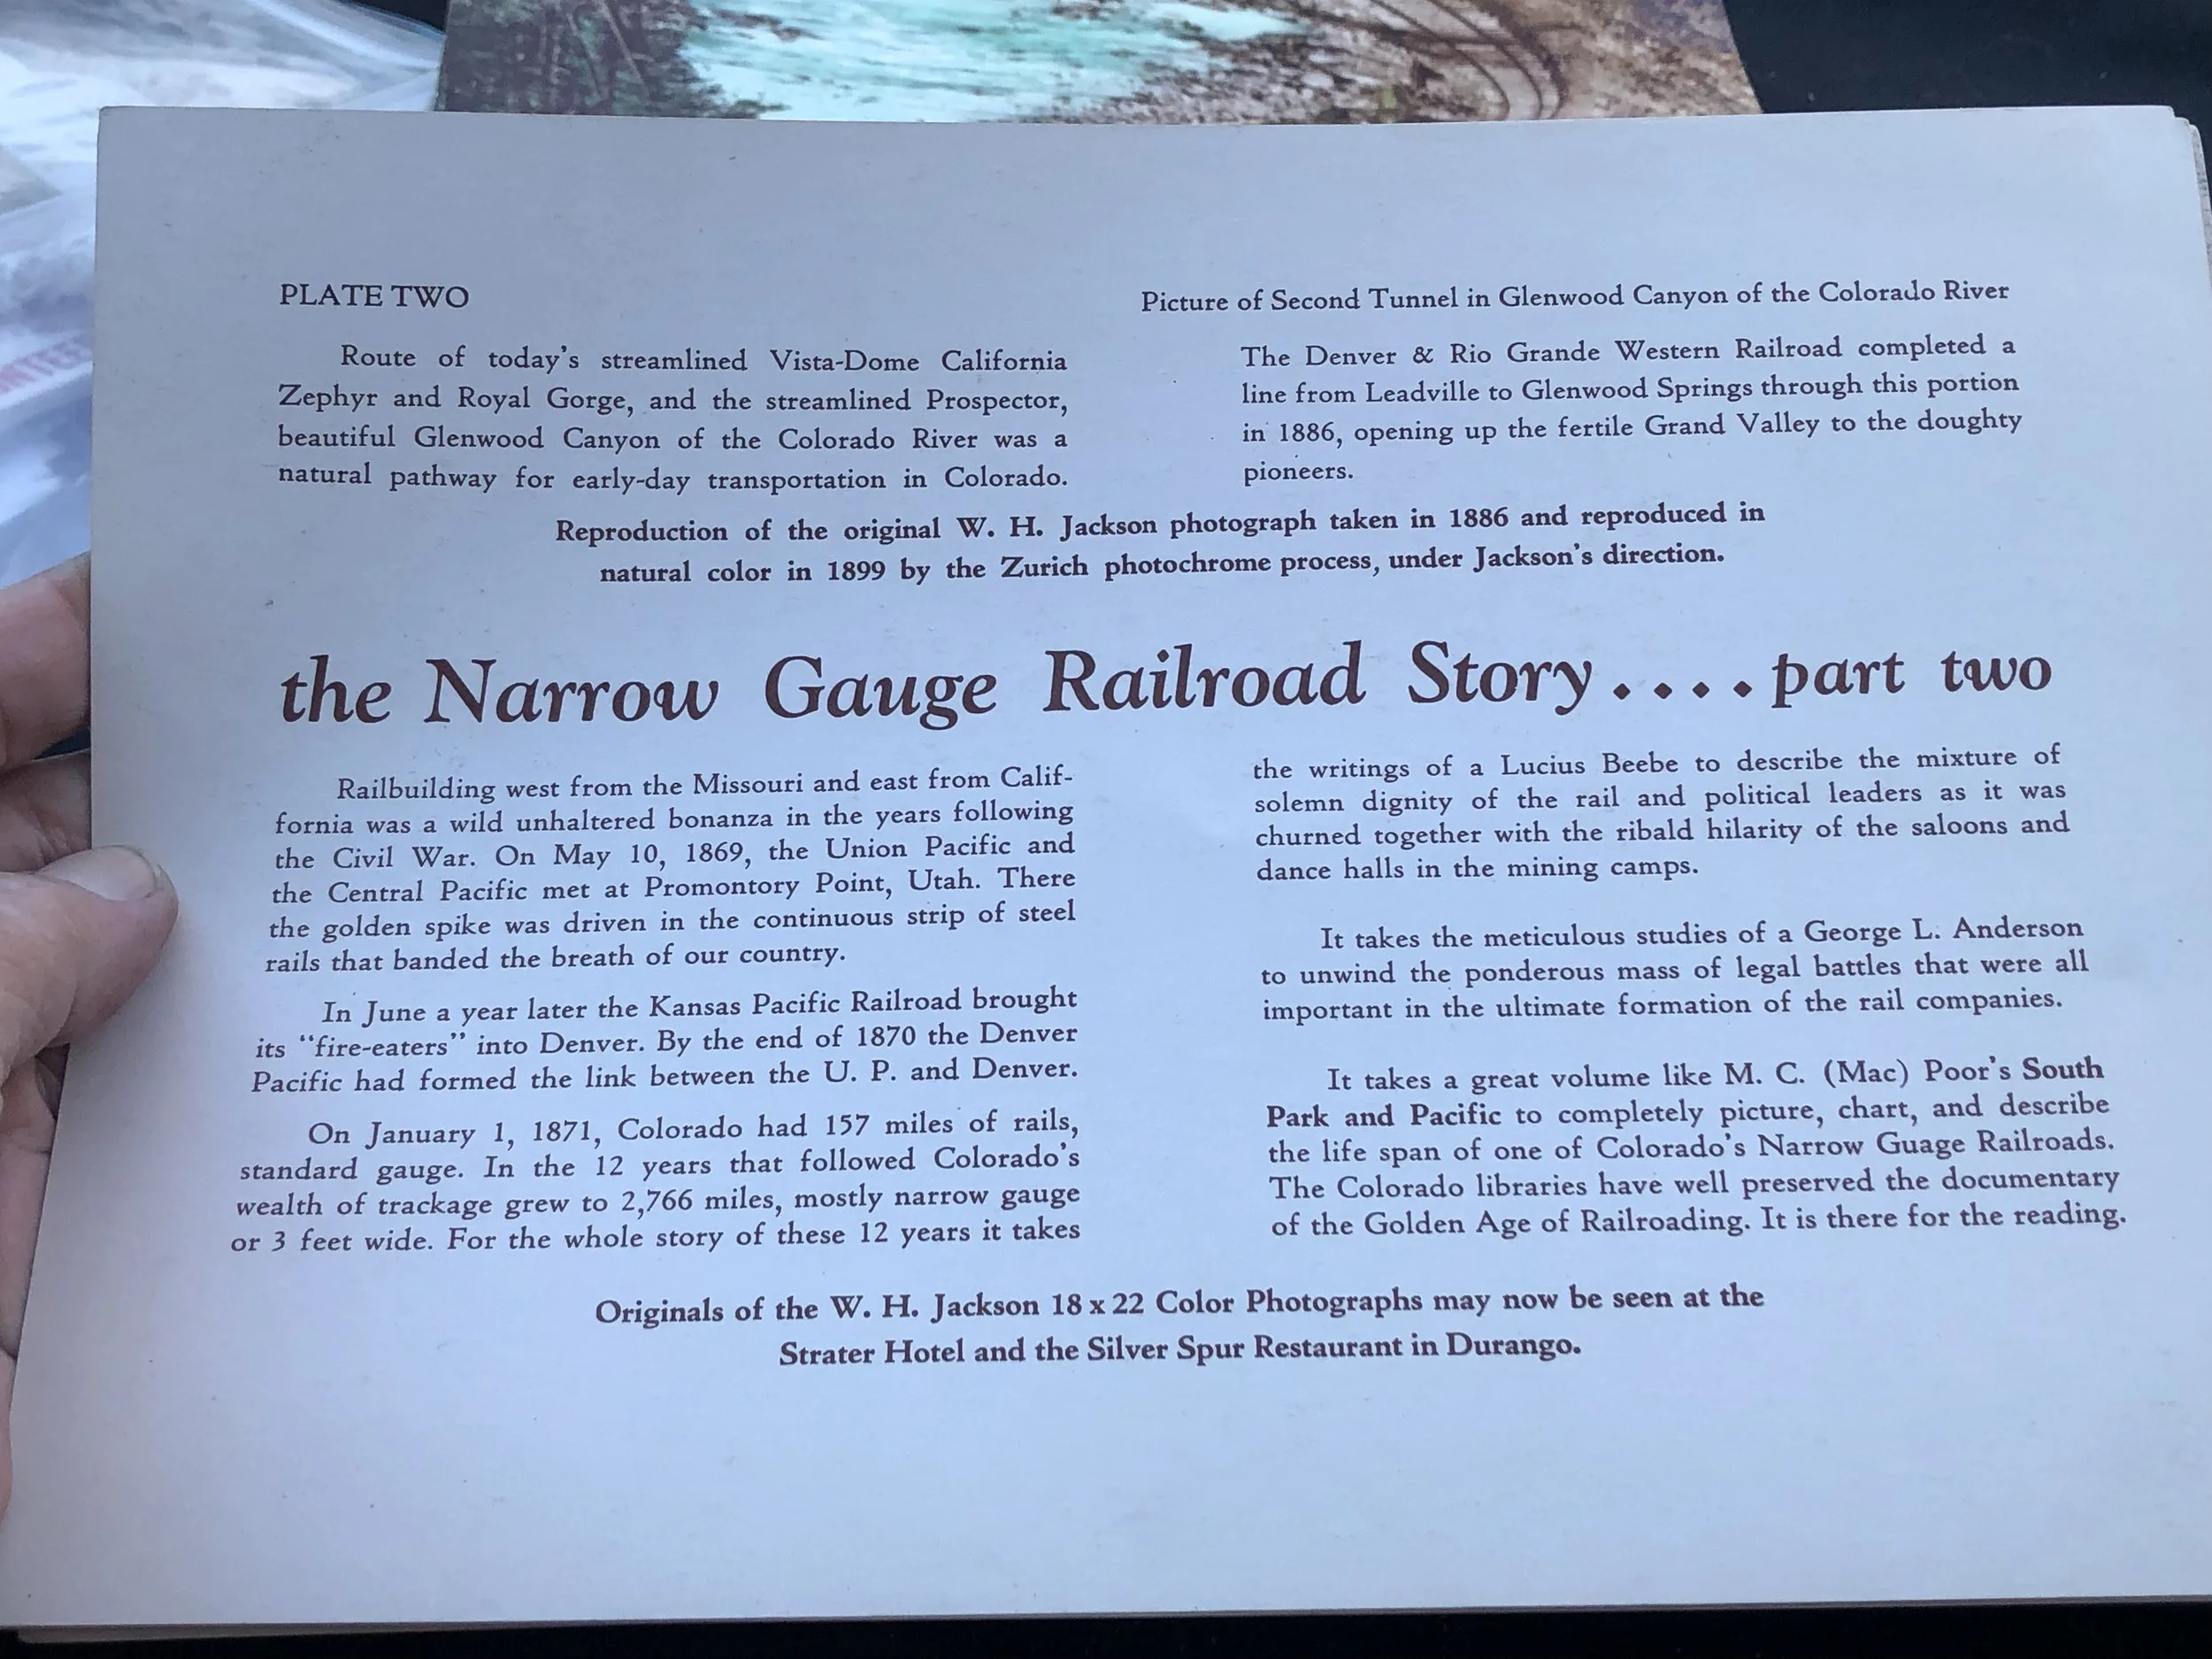 PLATE TWO
Picture of Second Tunnel in Glenwood Canyon of the Colorado River
Route of today's streamlined Vista-Dome California
Zephyr and Royal Gorge, and the streamlined Prospector,
beautiful Glenwood Canyon of the Colorado River was a
natural pathway for early-day transportation in Colorado.
The Denver & Rio Grande Western Railroad completed a
line from Leadville to Glenwood Springs through this portion
in 1886, opening up the fertile Grand Valley to the doughty
pioneers.
Reproduction of the original W. H. Jackson photograph taken in 1886 and reproduced in
natural color in 1899 by the Zurich photochrome process, under Jackson's direction.
the Narrow Gauge Railroad Story .... part two
Railbuilding west from the Missouri and east from Calif-
fornia was a wild unhaltered bonanza in the years following
the Civil War. On May 10, 1869, the Union Pacific and
the Central Pacific met at Promontory Point, Utah. There
the golden spike was driven in the continuous strip of steel
rails that banded the breath of our country.
In June a year later the Kansas Pacific Railroad brought
its "fire-eaters" into Denver. By the end of 1870 the Denver
Pacific had formed the link between the U. P. and Denver.
On January 1, 1871, Colorado had 157 miles of rails,
standard gauge. In the 12 years that followed Colorado's
wealth of trackage grew to 2,766 miles, mostly narrow gauge
or 3 feet wide. For the whole story of these 12 years it takes
the writings of a Lucius Beebe to describe the mixture of
solemn dignity of the rail and political leaders as it was
churned together with the ribald hilarity of the saloons and
dance halls in the mining camps.
It takes the meticulous studies of a George L. Anderson
to unwind the ponderous mass of legal battles that were all
important in the ultimate formation of the rail companies.
It takes a great volume like M. C. (Mac) Poor's South
Park and Pacific to completely picture, chart, and describe
the life span of one of Colorado's Narrow Guage Railroads.
The Colorado libraries have well preserved the documentary
of the Golden Age of Railroading. It is there for the reading.
Originals of the W. H. Jackson 18 x 22 Color Photographs may now be seen at the
Strater Hotel and the Silver Spur Restaurant in Durango.